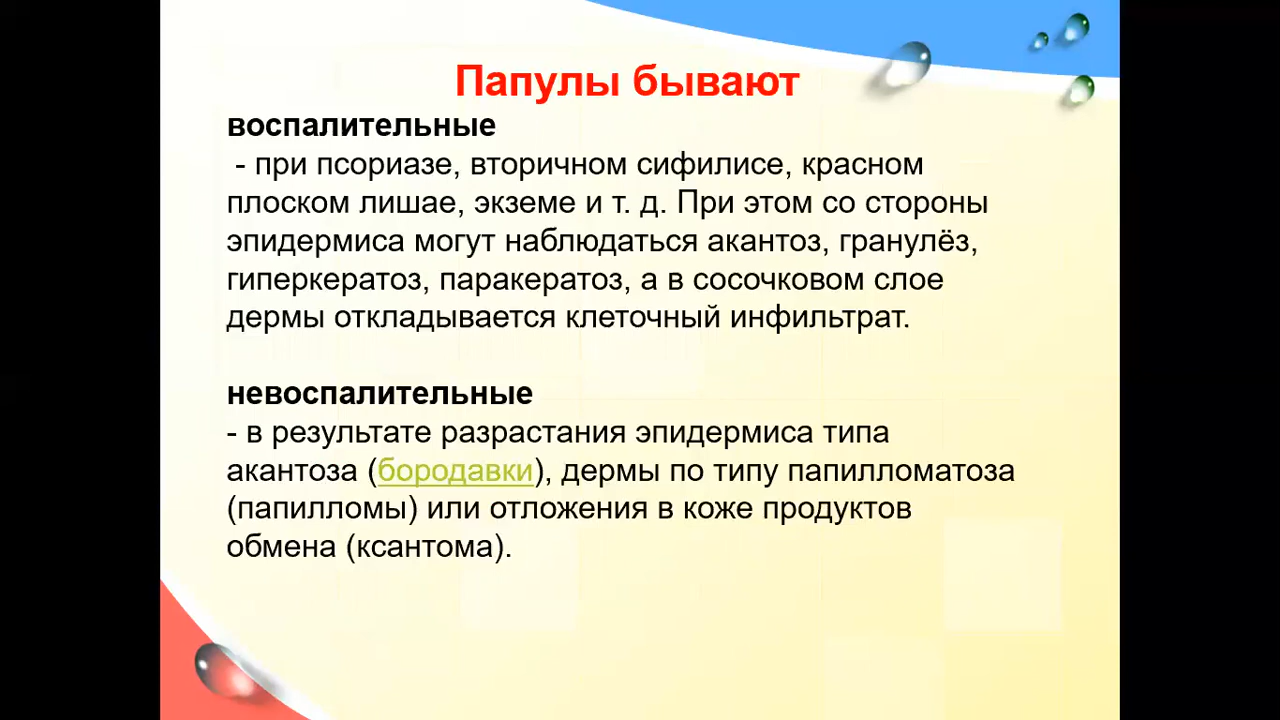 Папулы бывают
воспалительные
- при псориазе, вторичном сифилисе, красном
плоском лишае, экземе и т. д. При этом со стороны
эпидермиса могут наблюдаться акантоз, гранулёз,
гиперкератоз, паракератоз, а в сосочковом слое
дермы откладывается клеточный инфильтрат.
невоспалительные
- в результате разрастания эпидермиса типа
акантоза (бородавки), дермы по типу папилломатоза
(папилломы) или отложения в коже продуктов
обмена (ксантома).